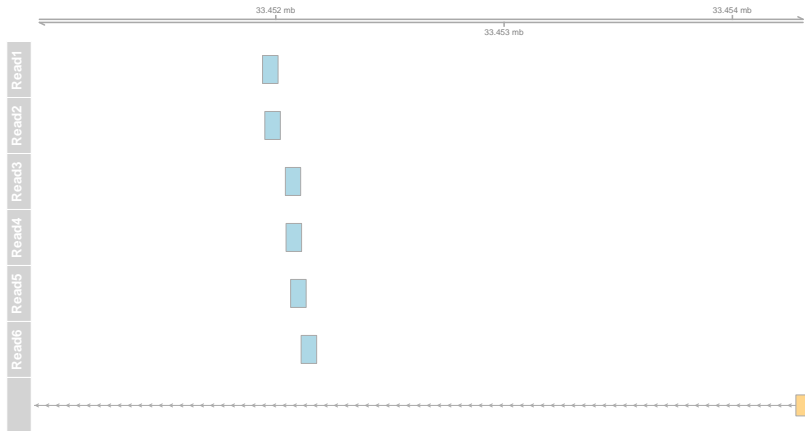 33.452 mb
33.454 mb
33.453 mb
Read1
Read2
Read3
Read4
Read5
Read6